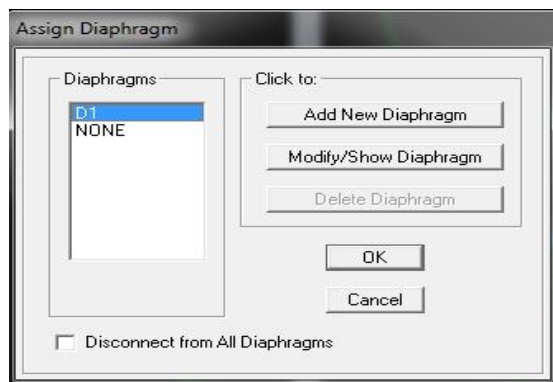 Assign Diaphragm
Diaphragms
D1
NONE
Click to:
Add New Diaphragm
Modify/Show Diaphragm
Delete Diaphragm
OK
Cancel
Disconnect from All Diaphragms